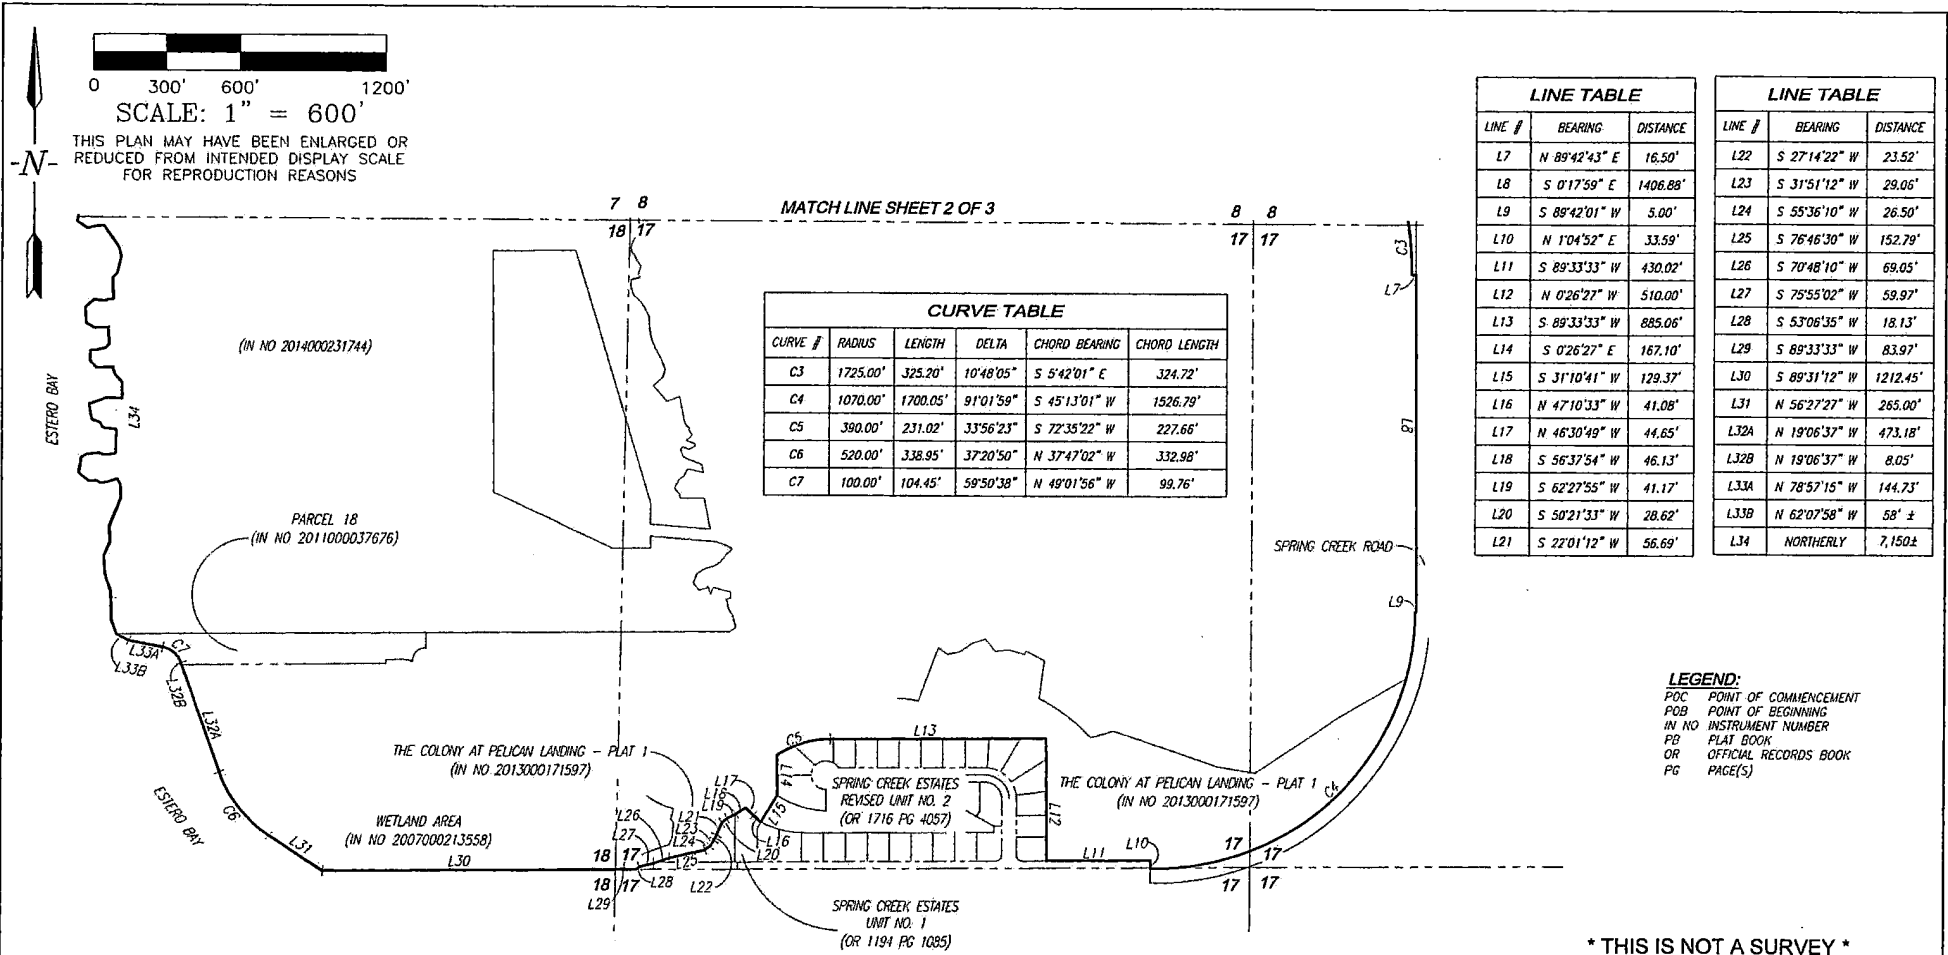 0 300' 600' 1200'
SCALE: 1" = 600'
THIS PLAN MAY HAVE BEEN ENLARGED OR
REDUCED FROM INTENDED DISPLAY SCALE
FOR REPRODUCTION REASONS
-N-
7 8
18 17
MATCH LINE SHEET 2 OF 3
8 8
17 17
C3
L7
LINE TABLE
LINE # BEARING DISTANCE
L7 N 89°42'43" E 16.50'
L8 S 0°17'59" E 1406.88'
L9 S 89°42'01" W 5.00'
L10 N 1°04'52" E 33.59'
L11 S 89°33'33" W 430.02'
L12 N 0°26'27" W 510.00'
L13 S 89°33'33" W 885.06'
L14 S 0°26'27" E 167.10'
L15 S 31°10'41" W 129.37'
L16 N 47°10'33" W 41.08'
L17 N 46°30'49" W 44.65'
L18 S 56°37'54" W 46.13'
L19 S 62°27'55" W 41.17'
L20 S 50°21'33" W 28.62'
L21 S 22°01'12" W 56.69'
LINE TABLE
LINE # BEARING DISTANCE
L22 S 27°14'22" W 23.52'
L23 S 31°51'12" W 29.06'
L24 S 55°36'10" W 26.50'
L25 S 76°46'30" W 152.79'
L26 S 70°48'10" W 69.05'
L27 S 75°55'02" W 59.97'
L28 S 53°06'35" W 18.13'
L29 S 89°33'33" W 83.97'
L30 S 89°31'12" W 1212.45'
L31 N 56°27'27" W 265.00'
L32A N 19°06'37" W 473.18'
L32B N 19°06'37" W 8.05'
L33A N 78°57'15" W 144.73'
L33B N 62°07'58" W 58' ±
L34 NORTHERLY 7,150±
CURVE TABLE
CURVE # RADIUS LENGTH DELTA CHORD BEARING CHORD LENGTH
C3 1725.00' 325.20' 10°48'05" S 5°42'01" E 324.72'
C4 1070.00' 1700.05' 91°01'59" S 45°13'01" W 1526.79'
C5 390.00' 231.02' 33°56'23" S 72°35'22" W 227.66'
C6 520.00' 338.95' 37°20'50" N 37°47'02" W 332.98'
C7 100.00' 104.45' 59°50'38" N 49°01'56" W 99.76'
(IN NO 2014000231744)
ESTERO BAY
L34
L8
PARCEL 18
(IN NO 2011000037676)
SPRING CREEK ROAD
L9
L33A
L33B
C7
L32B
L32A
C6
ESTERO BAY
L31
THE COLONY AT PELICAN LANDING - PLAT 1
(IN NO 2013000171597)
WETLAND AREA
(IN NO 2007000213558)
L30
L13
C5
L14
L15
L17
L18
L19
L21
L23
L24
L26
L27
L25
L16
L20
L22
L28
L29
18 17
18 17
SPRING CREEK ESTATES
REVISED UNIT NO. 2
(OR 1716 PG 4057)
L12
THE COLONY AT PELICAN LANDING - PLAT 1
(IN NO 2013000171597)
C4
L11
L10
17 17
17 17
SPRING CREEK ESTATES
UNIT NO. 1
(OR 1194 PG 1085)
LEGEND:
POC POINT OF COMMENCEMENT
POB POINT OF BEGINNING
IN NO INSTRUMENT NUMBER
PB PLAT BOOK
OR OFFICIAL RECORDS BOOK
PG PAGE(S)
* THIS IS NOT A SURVEY *